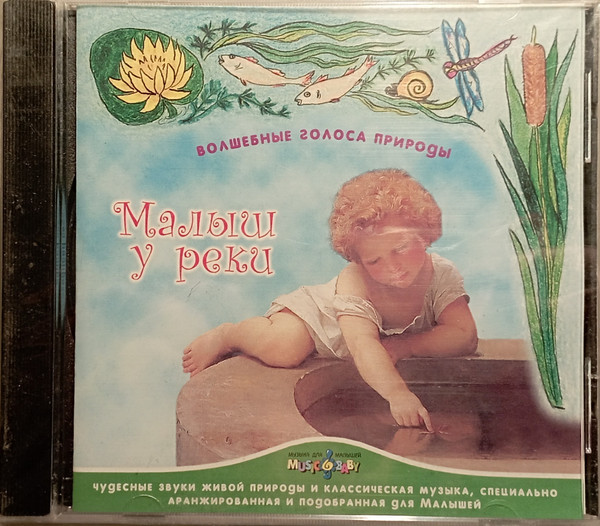 ВОЛШЕБНЫЕ ГОЛОСА ПРИРОДЫ
Малыш
у реки
МУЗЫКА ДЛЯ МАЛЫШЕЙ
MUSIC BABY
ЧУДЕСНЫЕ ЗВУКИ ЖИВОЙ ПРИРОДЫ И КЛАССИЧЕСКАЯ МУЗЫКА, СПЕЦИАЛЬНО
АРАНЖИРОВАННАЯ И ПОДОБРАННАЯ ДЛЯ МАЛЫШЕЙ